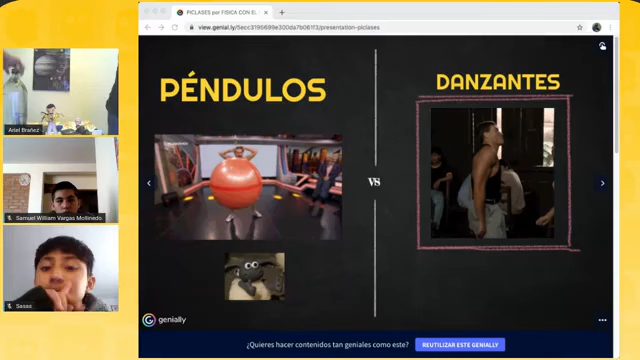 PICLASES por FISICA CON EL
view.genial.ly/5ecc3195699e300da7b061f3/presentation-piclases
PÉNDULOS
VS
DANZANTES
Ariel Brañez
Samuel William Vargas Mollinedo
Sasas
genially
¿Quieres hacer contenidos tan geniales como este?
REUTILIZAR ESTE GENIALLY